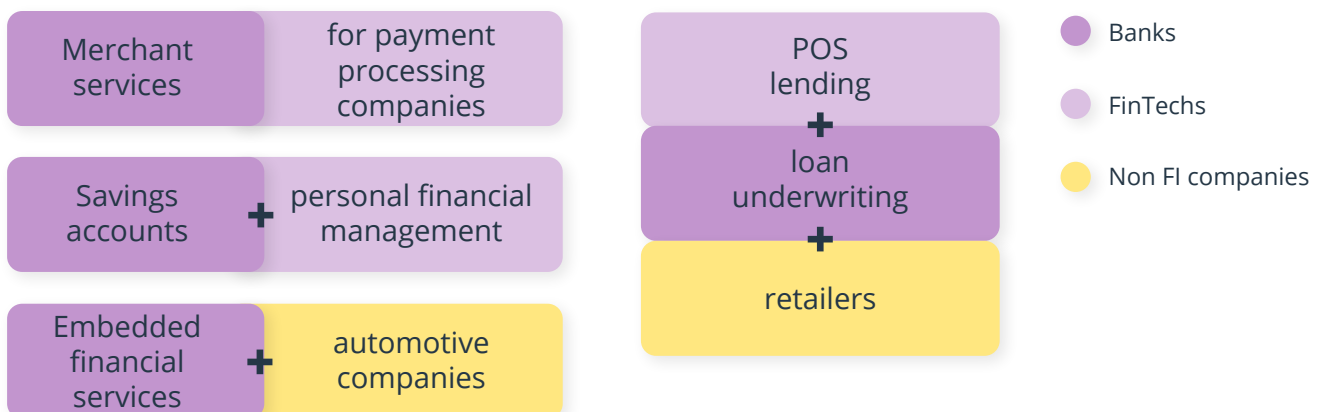 Merchant
services
for payment
processing
companies
Savings
accounts
+
personal financial
management
Embedded
financial
services
+
automotive
companies
POS
lending
+
loan
underwriting
+
retailers
Banks
FinTechs
Non FI companies